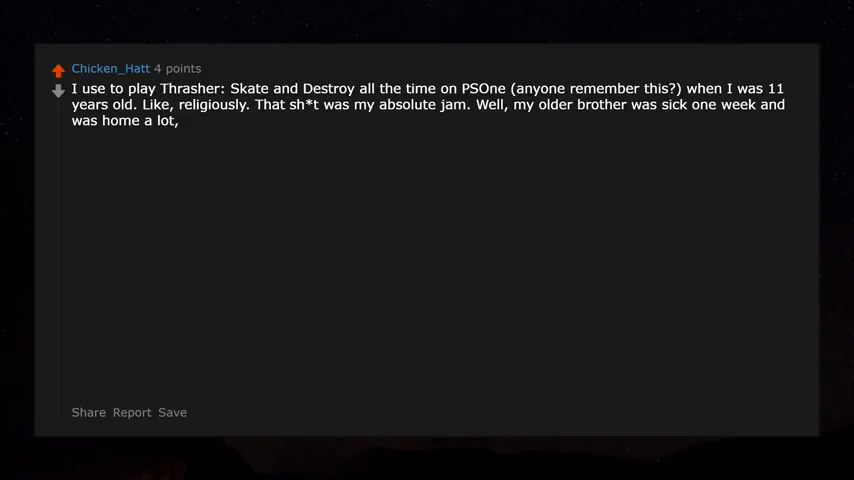 Chicken_Hatt 4 points
I use to play Thrasher: Skate and Destroy all the time on PSOne (anyone remember this?) when I was 11
years old. Like, religiously. That sh*t was my absolute jam. Well, my older brother was sick one week and
was home a lot,
Share Report Save